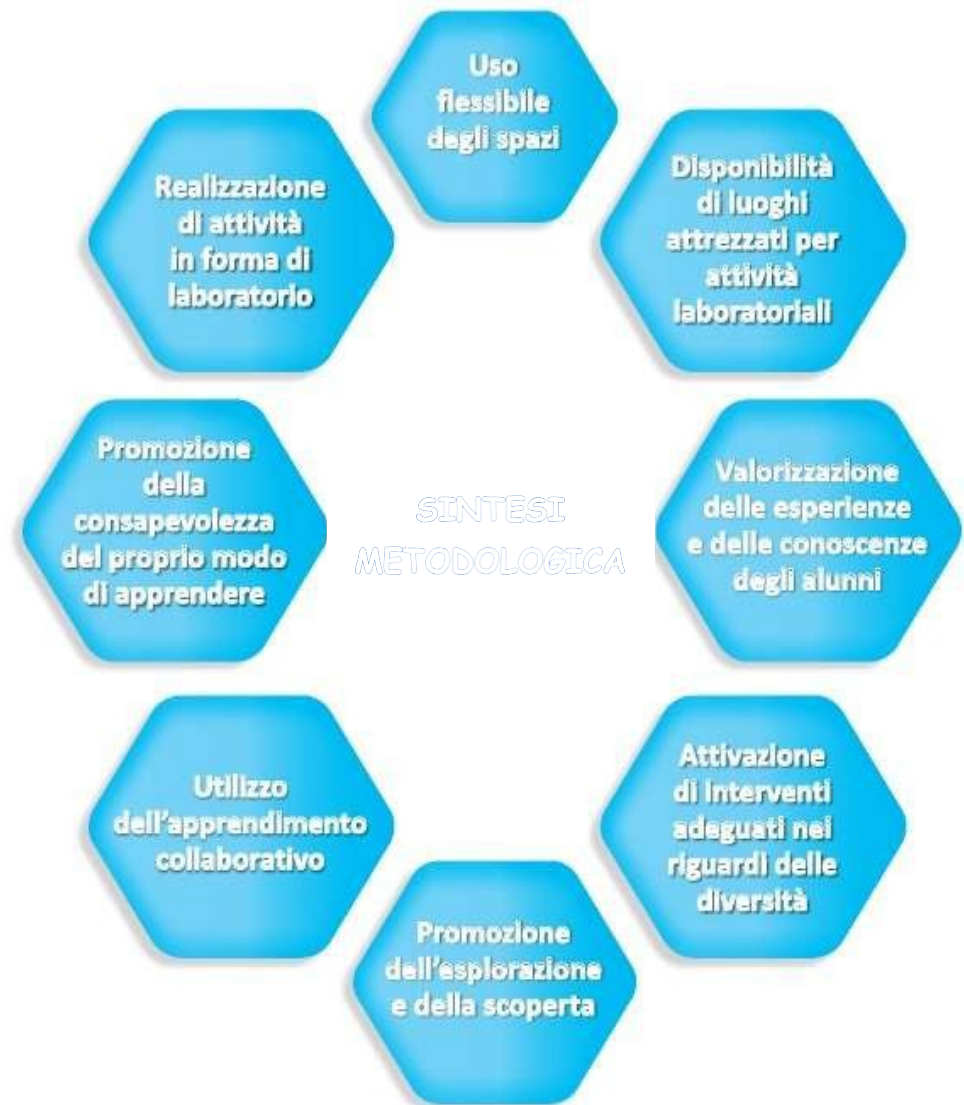 Uso
flessibile
degli spazi
Disponibilità
di luoghi
attrezzati per
attività
laboratoriali
Valorizzazione
delle esperienze
e delle conoscenze
degli alunni
Attivazione
di interventi
adeguati nei
riguardi delle
diversità
Promozione
dell'esplorazione
e della scoperta
Utilizzo
dell'apprendimento
collaborativo
Promozione
della
consapevolezza
del proprio modo
di apprendere
Realizzazione
di attività
in forma di
laboratorio
SINTESI
METODOLOGICA